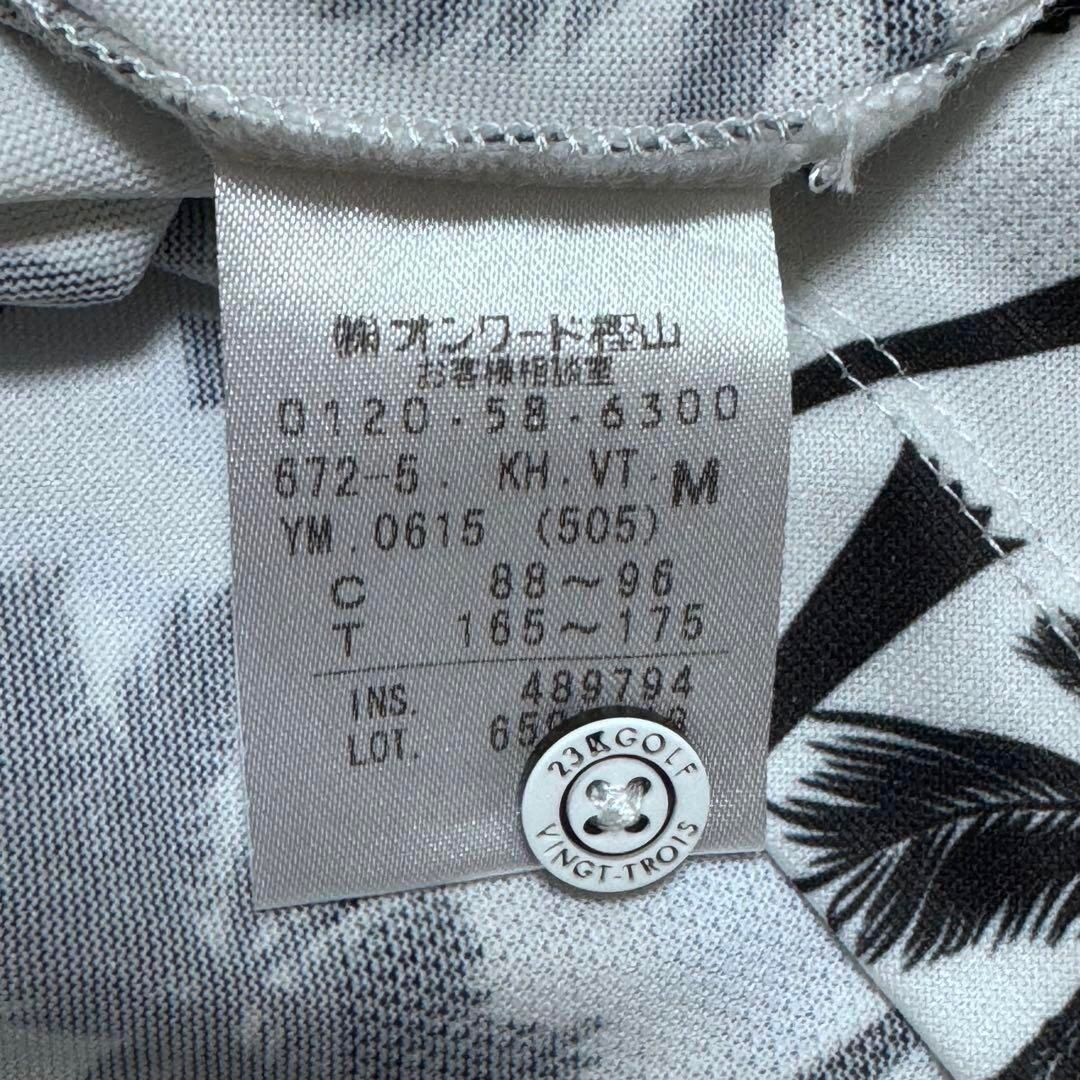 ㈱オンワード樫山
お客様相談室
0120・58・6300
672-5. KH.VT. M
YM.0615 (505)
C 88～96
T 165～175
INS. 489794
LOT.
23区GOLF
VINGT-TROIS